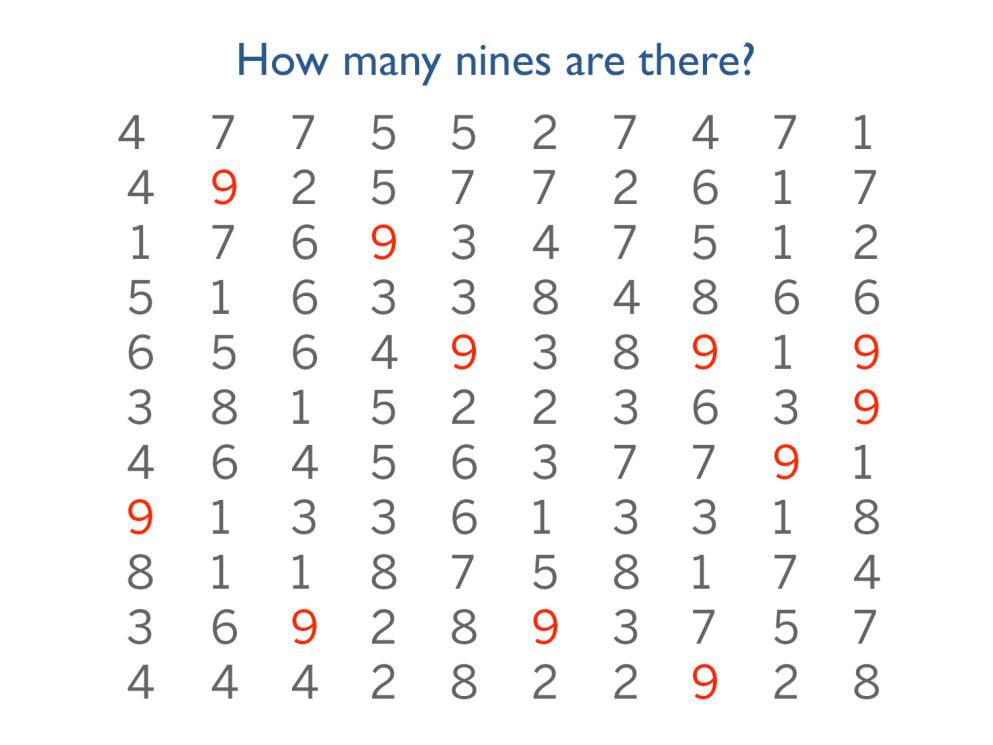 How many nines are there?
4 7 7 5 5 2 7 4 7 1
4 9 2 5 7 7 2 6 1 7
1 7 6 9 3 4 7 5 1 2
5 1 6 3 3 8 4 8 6 6
6 5 6 4 9 3 8 9 1 9
3 8 1 5 2 2 3 6 3 9
4 6 4 5 6 3 7 7 9 1
9 1 3 3 6 1 3 3 1 8
8 1 1 8 7 5 8 1 7 4
3 6 9 2 8 9 3 7 5 7
4 4 4 2 8 2 2 9 2 8